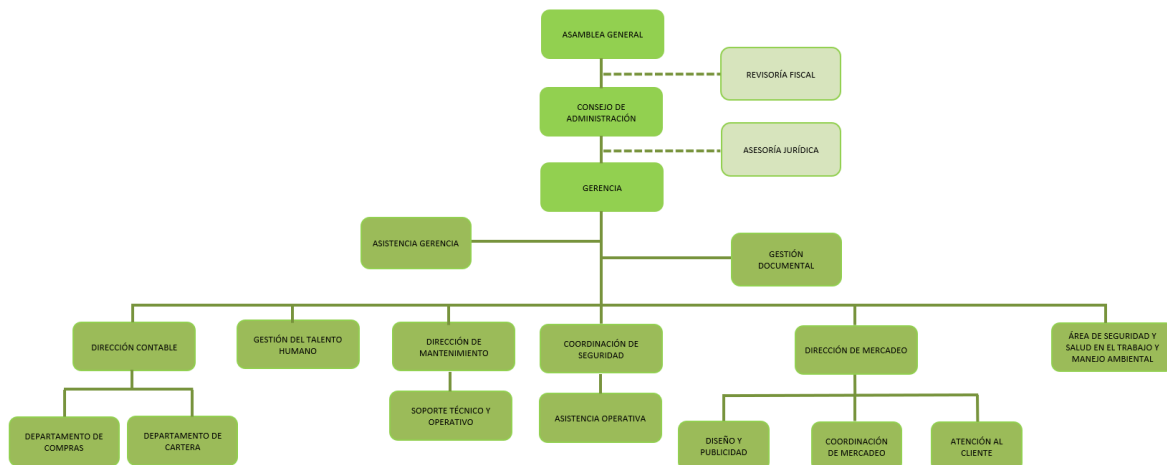 ASAMBLEA GENERAL
REVISORÍA FISCAL
CONSEJO DE
ADMINISTRACIÓN
ASESORÍA JURÍDICA
GERENCIA
ASISTENCIA GERENCIA
GESTIÓN
DOCUMENTAL
DIRECCIÓN CONTABLE
GESTIÓN DEL TALENTO
HUMANO
DIRECCIÓN DE
MANTENIMIENTO
COORDINACIÓN DE
SEGURIDAD
DIRECCIÓN DE MERCADEO
ÁREA DE SEGURIDAD Y
SALUD EN EL TRABAJO Y
MANEJO AMBIENTAL
DEPARTAMENTO DE
COMPRAS
DEPARTAMENTO DE
CARTERA
SOPORTE TÉCNICO Y
OPERATIVO
ASISTENCIA OPERATIVA
DISEÑO Y
PUBLICIDAD
COORDINACIÓN
DE MERCADEO
ATENCIÓN AL
CLIENTE